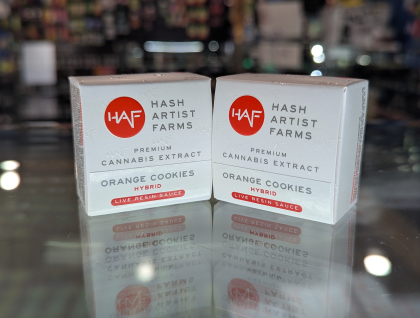 HAF
HASH
ARTIST
FARMS
PREMIUM
CANNABIS EXTRACT
ORANGE COOKIES
HYBRID
LIVE RESIN SAUCE
HAF
HASH
ARTIST
FARMS
PREMIUM
CANNABIS EXTRACT
ORANGE COOKIES
HYBRID
LIVE RESIN SAUCE